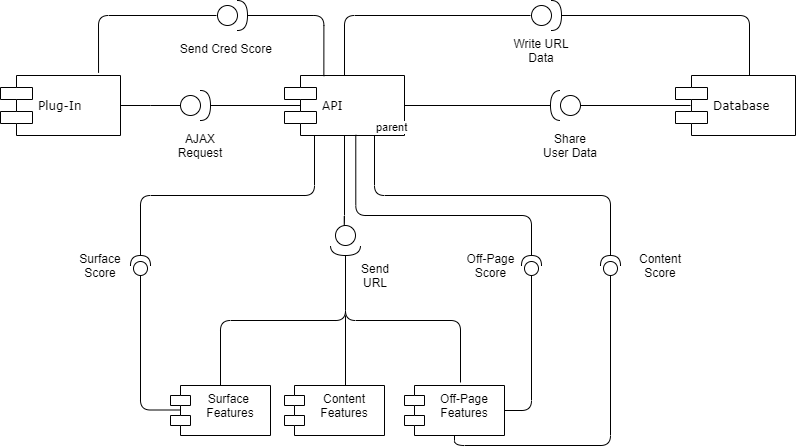 Send Cred Score
Write URL
Data
Plug-In
API
parent
Database
AJAX
Request
Share
User Data
Surface
Score
Send
URL
Off-Page
Score
Content
Score
Surface
Features
Content
Features
Off-Page
Features